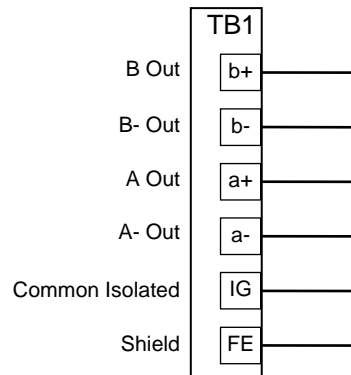 TB1
B Out b+
B- Out b-
A Out a+
A- Out a-
Common Isolated IG
Shield FE